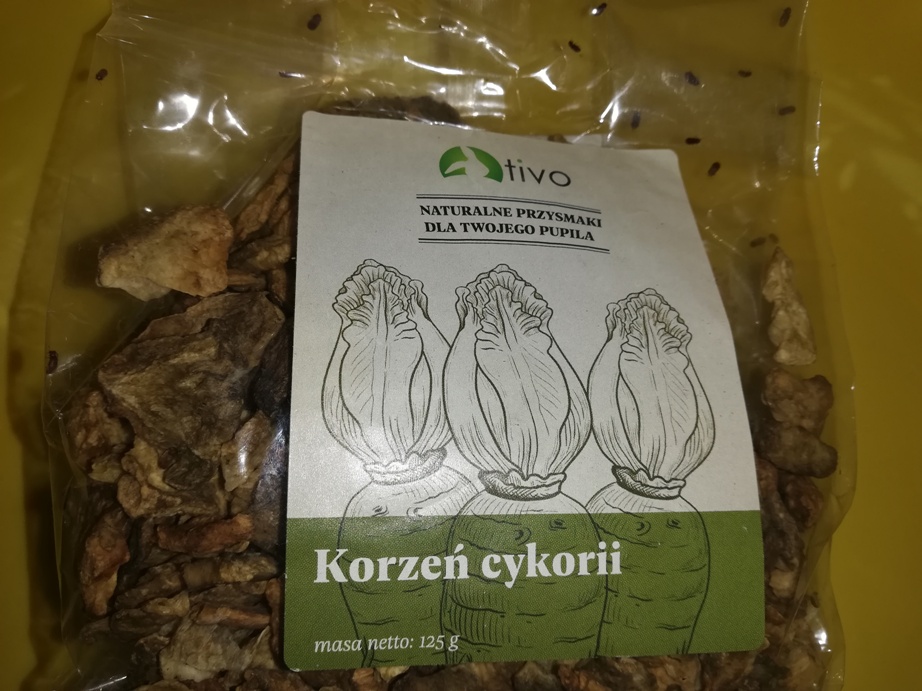 tivo
NATURALNE PRZYSMAKI
DLA TWOJEGO PUPILA
Korzeń cykorii
masa netto: 125 g